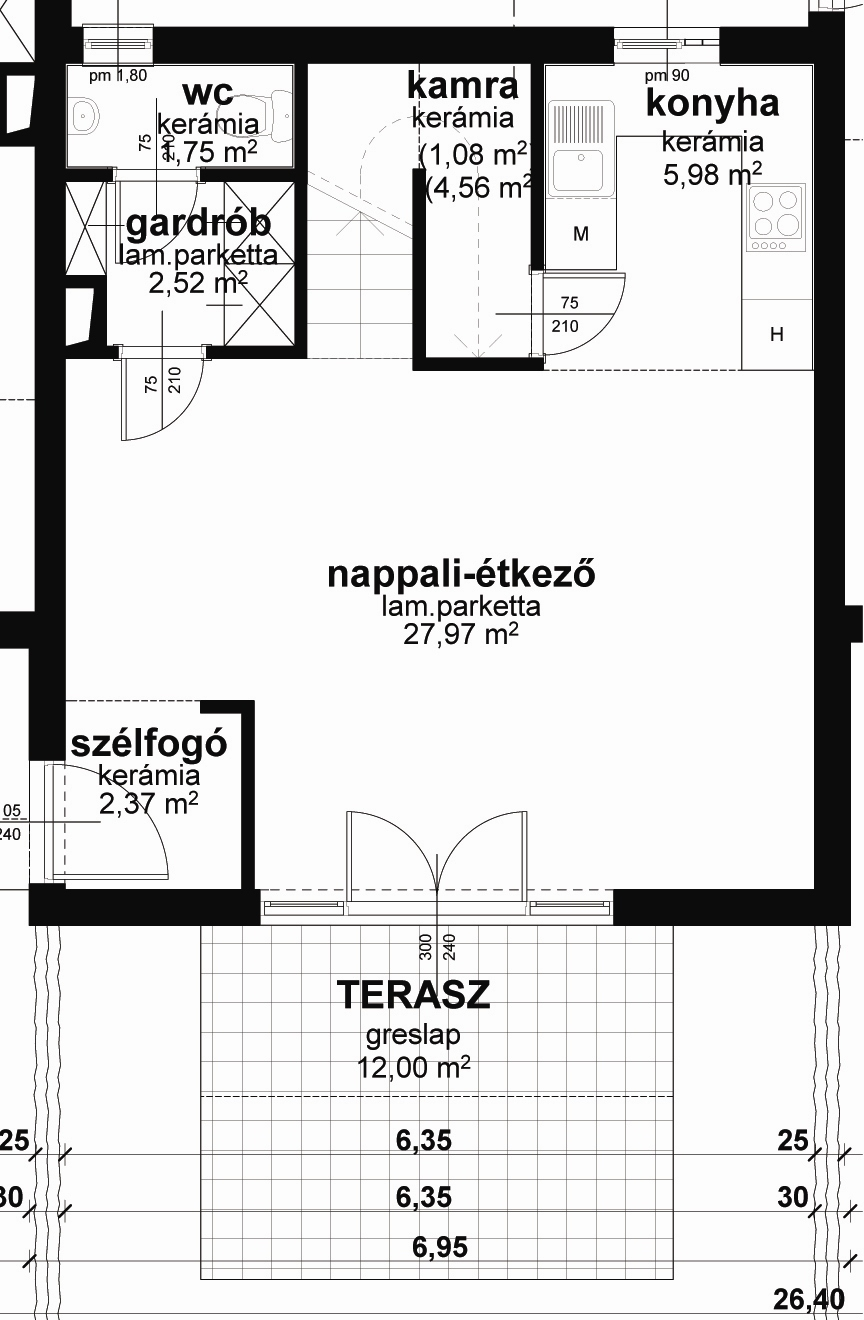 pm 1,80
wc
kerámia
1,75 m²
75
210
kamra
kerámia
(1,08 m²
(4,56 m²
pm 90
konyha
kerámia
5,98 m²
M
H
gardrób
lam.parketta
2,52 m²
75
210
75
210
nappali-étkező
lam.parketta
27,97 m²
szélfogó
kerámia
2,37 m²
05
240
300
240
TERASZ
greslap
12,00 m²
25
6,35
25
30
6,35
30
6,95
26,40